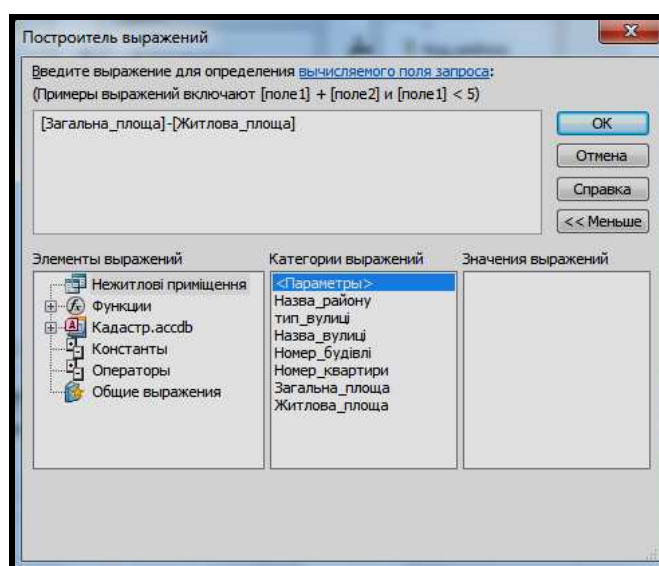 Построитель выражений
Введите выражение для определения вычисляемого поля запроса:
(Примеры выражений включают [поле1] + [поле2] и [поле1] < 5)
[Загальна_площа]-[Житлова_площа]
ОК
Отмена
Справка
<< Меньше
Элементы выражений
Нежитлові приміщення
Функции
Кадастр.accdb
Константы
Операторы
Общие выражения
Категории выражений
<Параметры>
Назва_району
тип_вулиці
Назва_вулиці
Номер_будівлі
Номер_квартири
Загальна_площа
Житлова_площа
Значения выражений